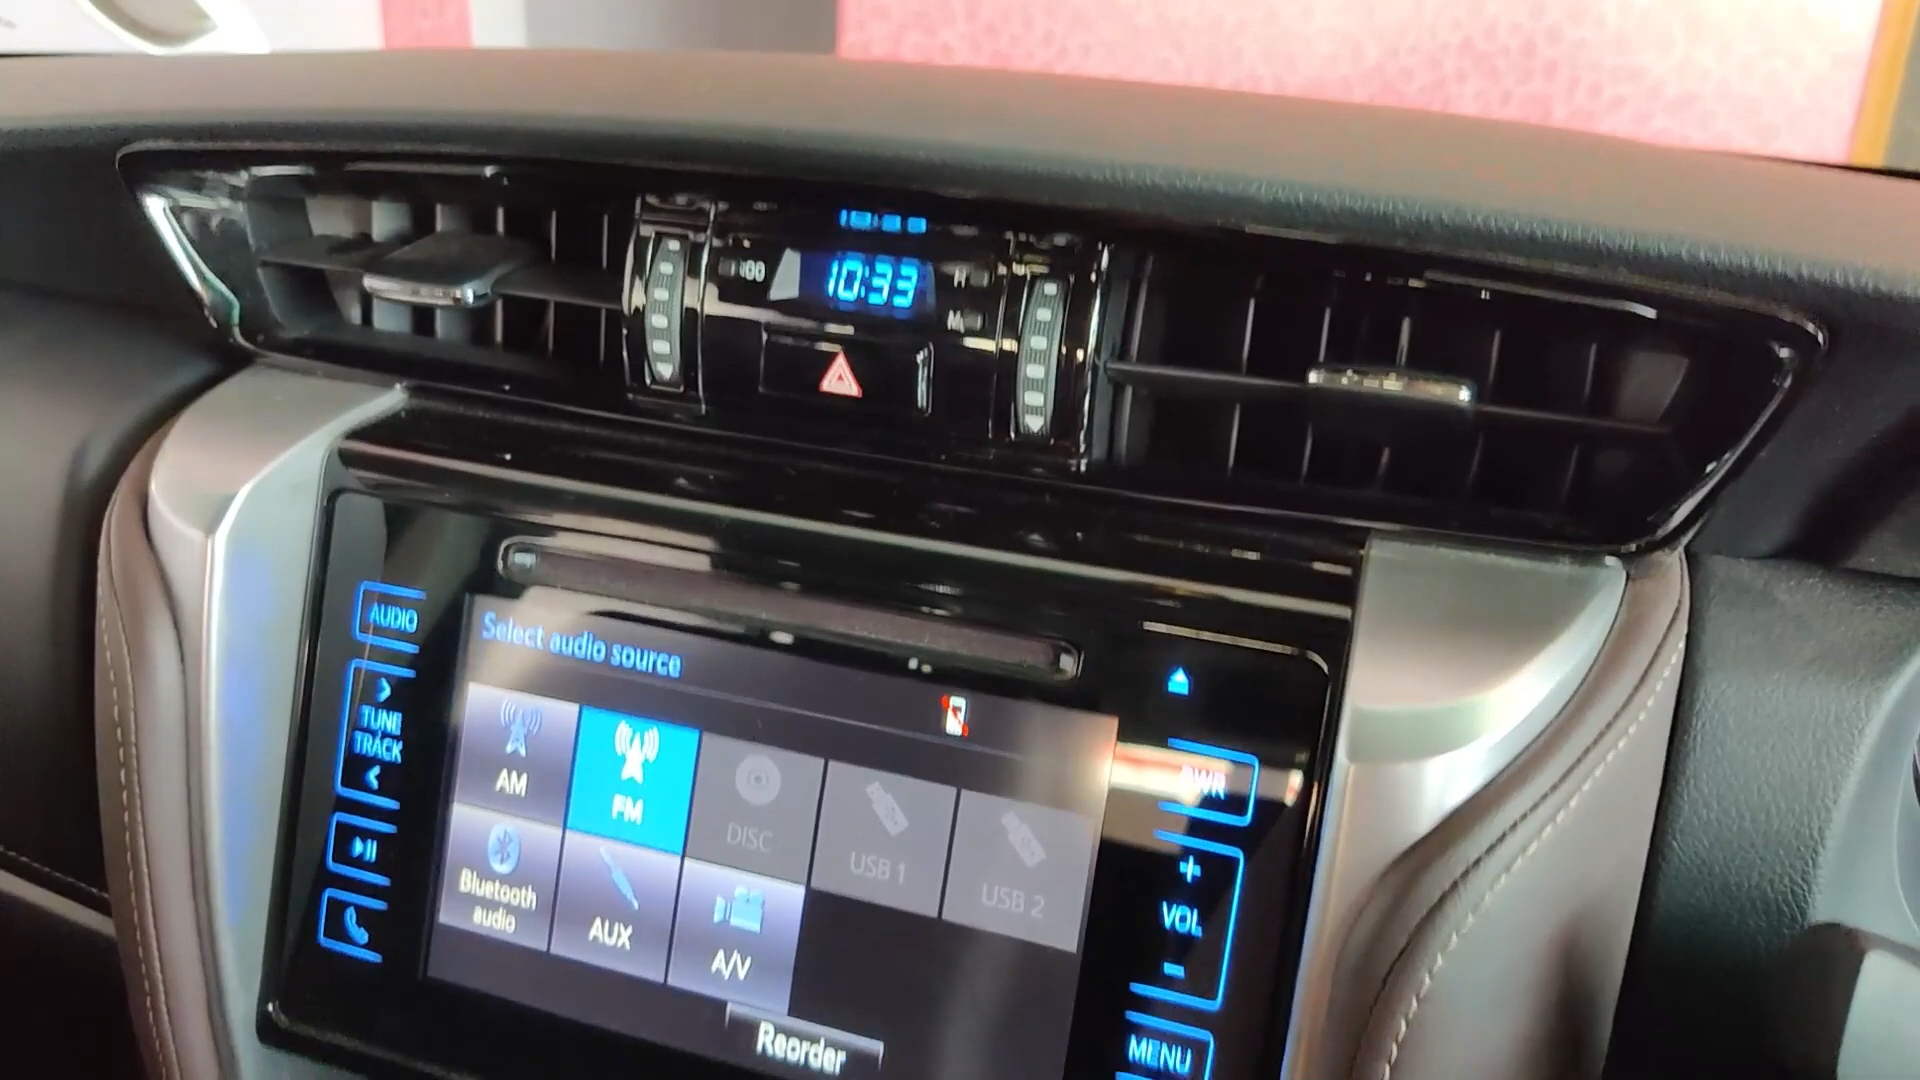 :00
10:33
H
M
AUDIO
Select audio source
TUNE
TRACK
AM
FM
DISC
USB 1
USB 2
PWR
Bluetooth
audio
AUX
A/V
VOL
Reorder
MENU